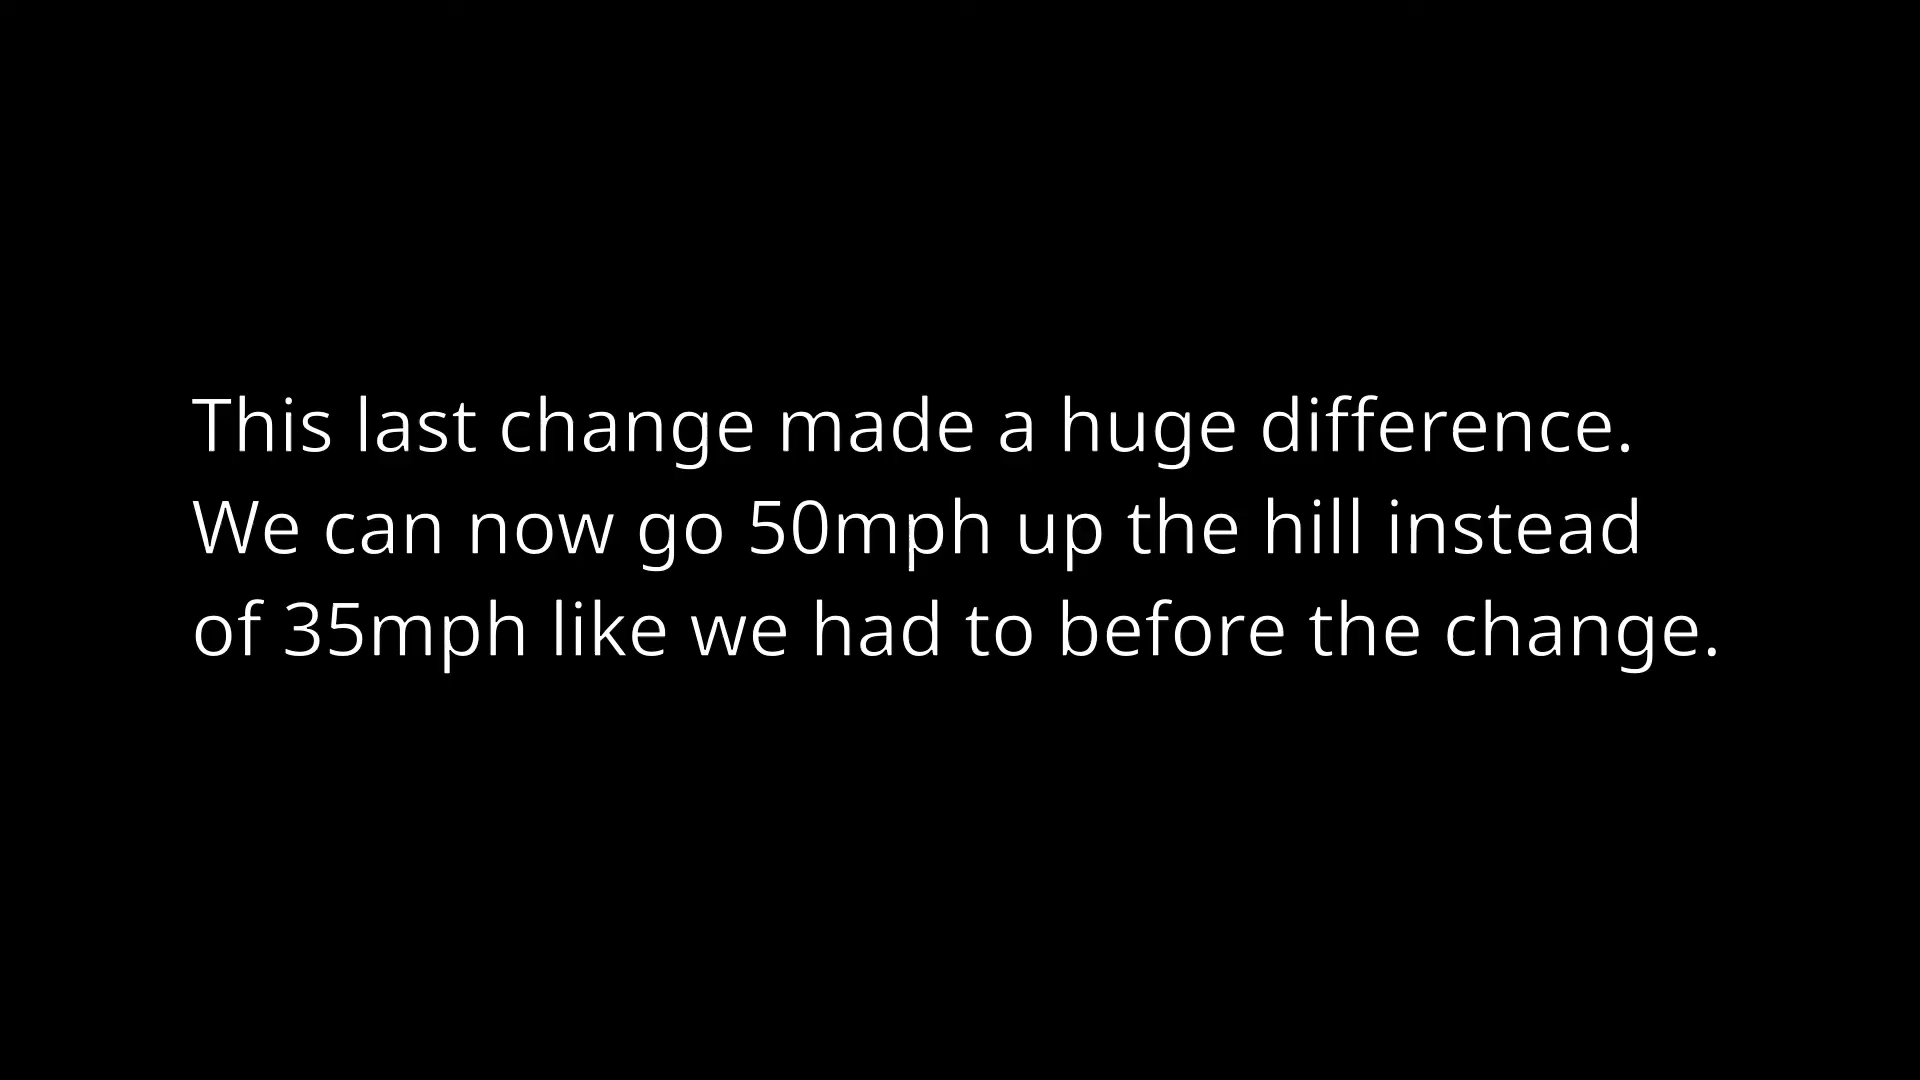 This last change made a huge difference.
We can now go 50mph up the hill instead
of 35mph like we had to before the change.